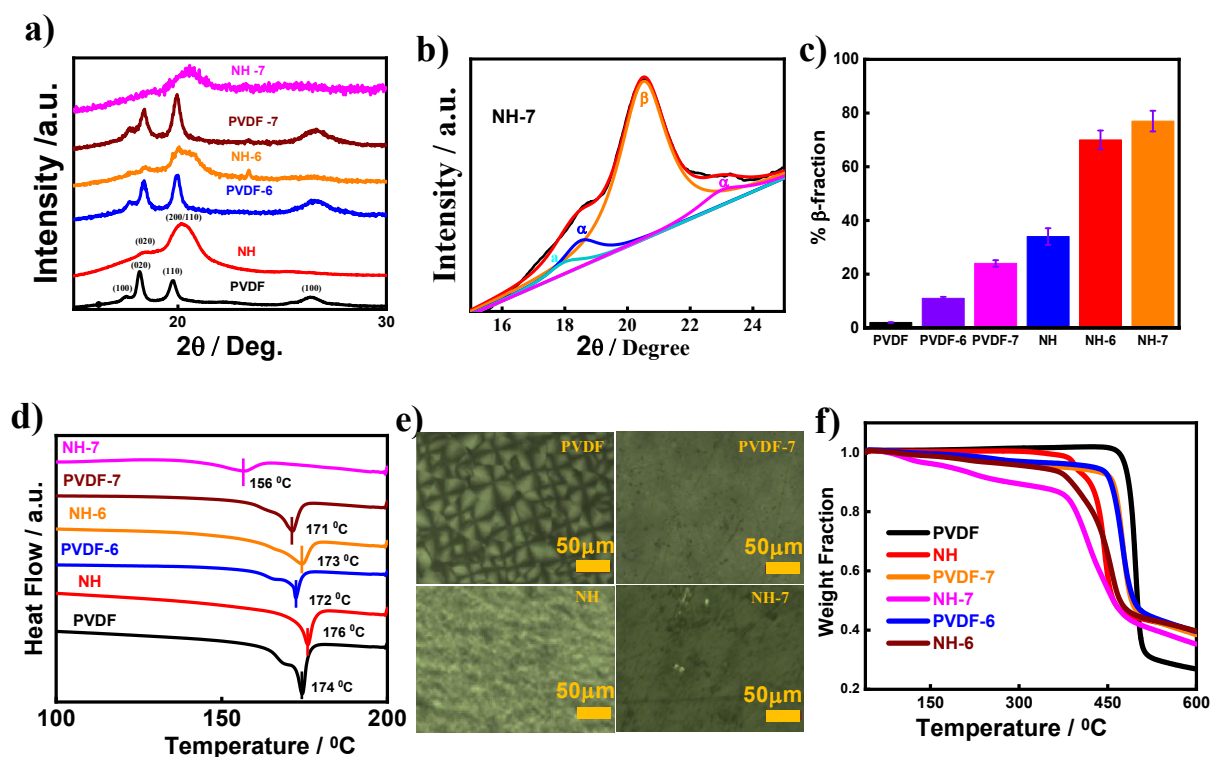 a)
Intensity /a.u.
NH -7
PVDF -7
NH-6
PVDF-6
(200/110)
(020)
NH
(020)
(100)
(110)
(100)
PVDF
20
30
2θ / Deg.
b)
Intensity / a.u.
NH-7
β
α
α
a
16
18
20
22
24
2θ / Degree
c)
% β-fraction
100
80
60
40
20
0
PVDF
PVDF-6
PVDF-7
NH
NH-6
NH-7
d)
Heat Flow / a.u.
NH-7
156 ⁰C
PVDF-7
171 ⁰C
NH-6
173 ⁰C
PVDF-6
172 ⁰C
NH
176 ⁰C
PVDF
174 ⁰C
100
150
200
Temperature / ⁰C
e)
PVDF
50μm
PVDF-7
50μm
NH
50μm
NH-7
50μm
f)
Weight Fraction
1.0
0.8
0.6
0.4
0.2
PVDF
NH
PVDF-7
NH-7
PVDF-6
NH-6
150
300
450
600
Temperature / ⁰C